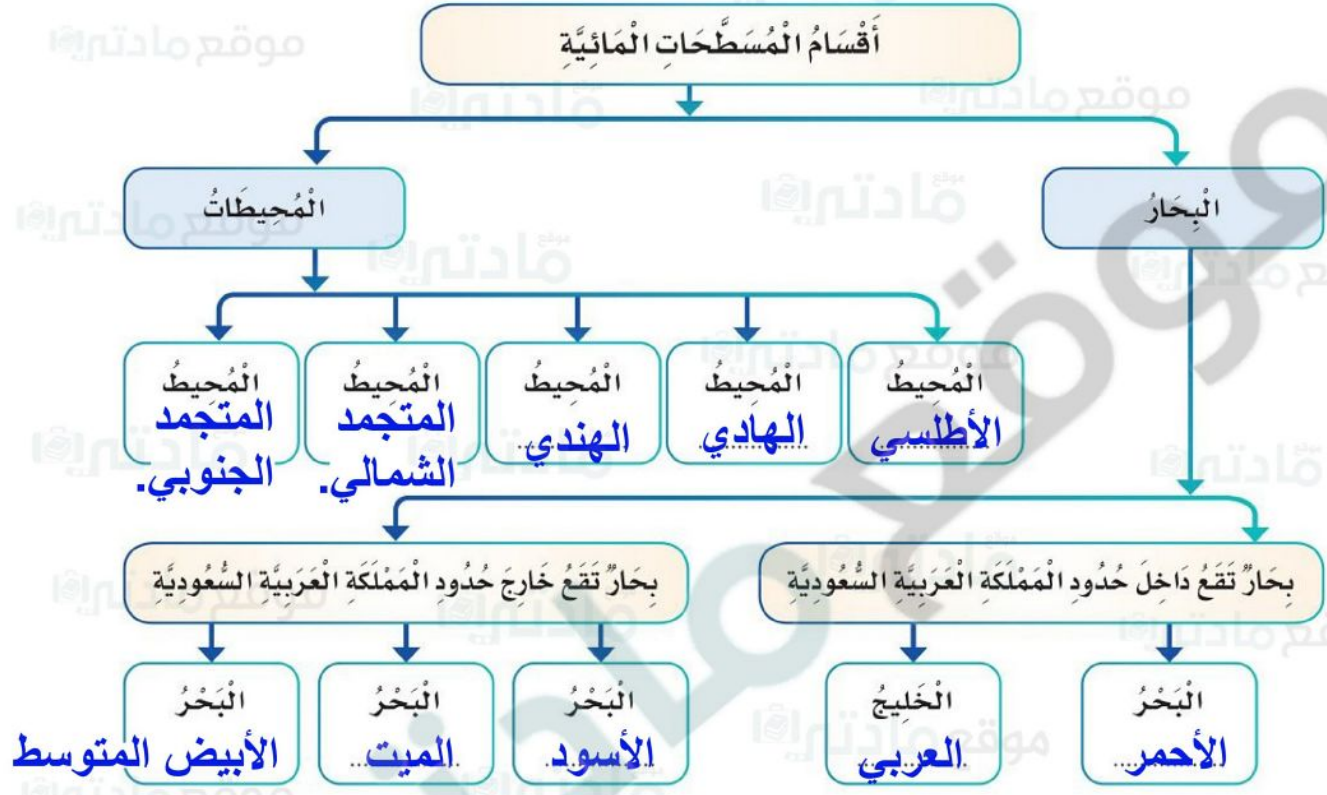 أَقْسَامُ الْمُسَطَّحَاتِ الْمَائِيَّةِ
الْبِحَارُ
الْمُحِيطَاتُ
الْمُحِيطُ
الأطلسي
الْمُحِيطُ
الهادي
الْمُحِيطُ
الهندي
الْمُحِيطُ
المتجمد
الشمالي.
الْمُحِيطُ
المتجمد
الجنوبي.
بِحَارٌ تَقَعُ دَاخِلَ حُدُودِ الْمَمْلَكَةِ الْعَرَبِيَّةِ السُّعُودِيَّةِ
بِحَارٌ تَقَعُ خَارِجَ حُدُودِ الْمَمْلَكَةِ الْعَرَبِيَّةِ السُّعُودِيَّةِ
الْبَحْرُ
الأحمر
الْخَلِيجُ
العربي
الْبَحْرُ
الأسود
الْبَحْرُ
الميت
الْبَحْرُ
الأبيض المتوسط
موقع مادتي